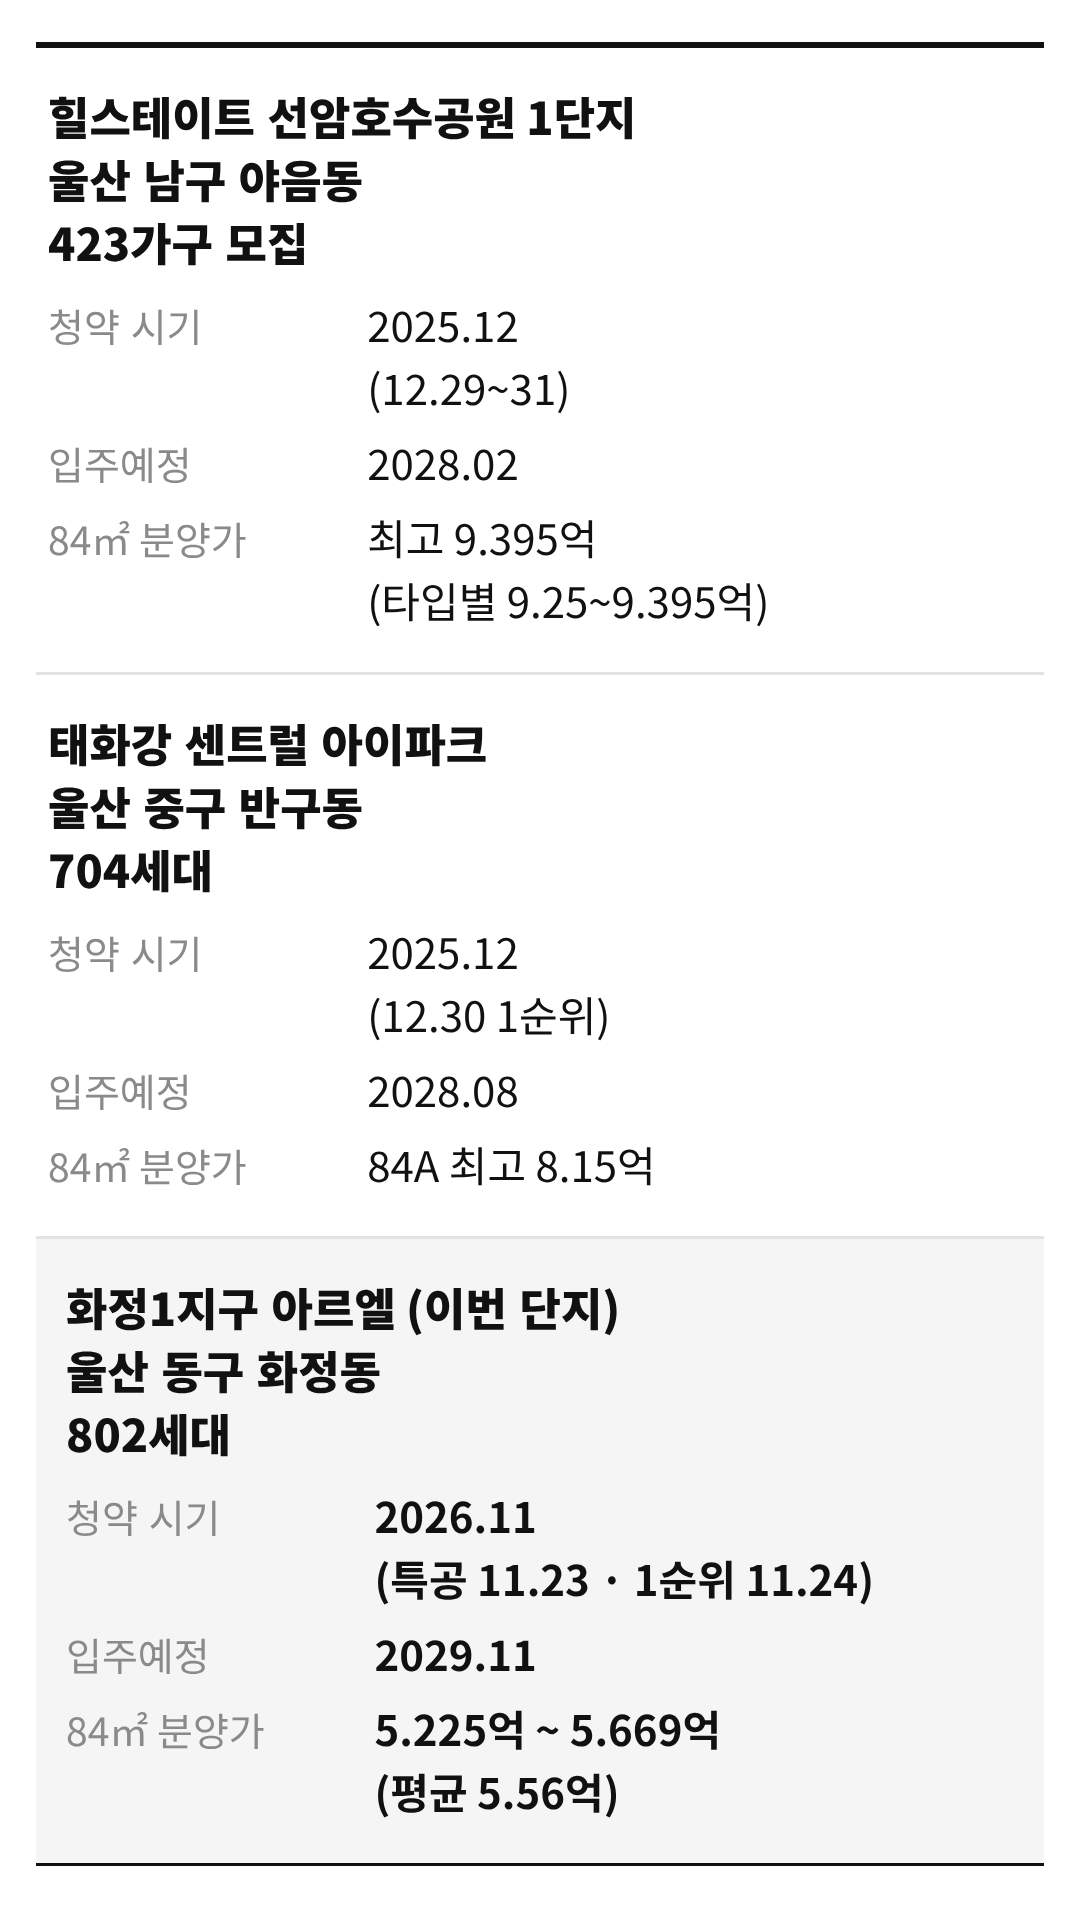 힐스테이트 선암호수공원 1단지
울산 남구 야음동
423가구 모집
청약 시기 2025.12
(12.29~31)
입주예정 2028.02
84㎡ 분양가 최고 9.395억
(타입별 9.25~9.395억)
태화강 센트럴 아이파크
울산 중구 반구동
704세대
청약 시기 2025.12
(12.30 1순위)
입주예정 2028.08
84㎡ 분양가 84A 최고 8.15억
화정1지구 아르엘 (이번 단지)
울산 동구 화정동
802세대
청약 시기 2026.11
(특공 11.23 · 1순위 11.24)
입주예정 2029.11
84㎡ 분양가 5.225억 ~ 5.669억
(평균 5.56억)